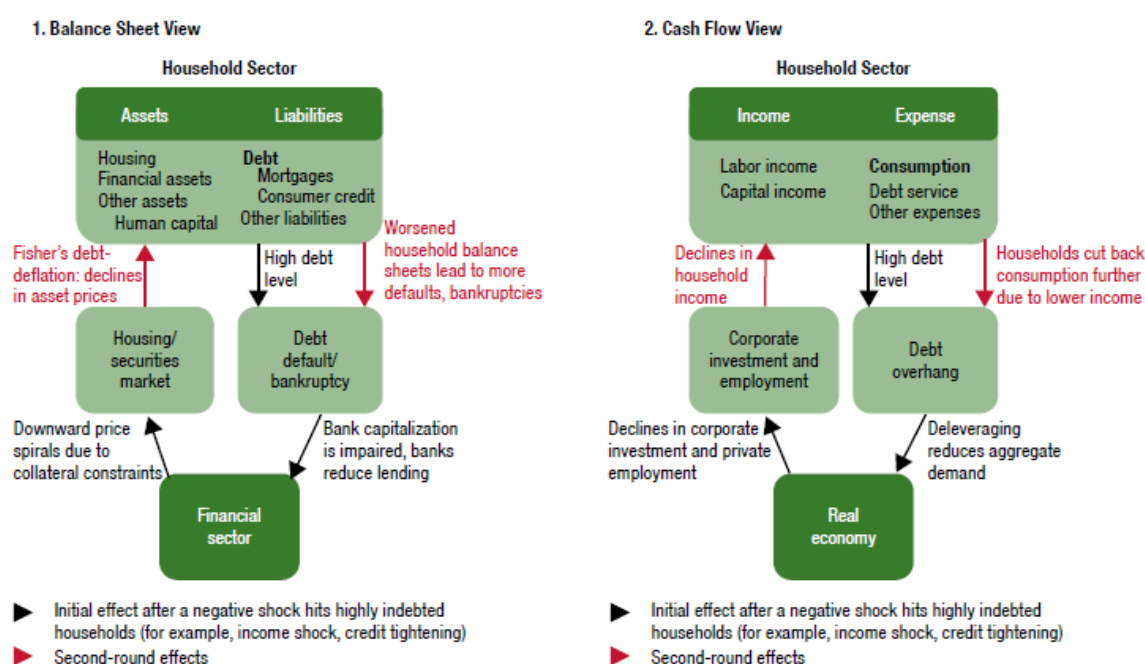 1. Balance Sheet View
Household Sector
Assets
Liabilities
Housing
Financial assets
Other assets
Human capital
Debt
Mortgages
Consumer credit
Other liabilities
Fisher's debt-
deflation: declines
in asset prices
High debt
level
Worsened
household balance
sheets lead to more
defaults, bankruptcies
Housing/
securities
market
Debt
default/
bankruptcy
Downward price
spirals due to
collateral constraints
Bank capitalization
is impaired, banks
reduce lending
Financial
sector
Initial effect after a negative shock hits highly indebted
households (for example, income shock, credit tightening)
Second-round effects
2. Cash Flow View
Household Sector
Income
Expense
Labor income
Capital income
Consumption
Debt service
Other expenses
Declines in
household
income
High debt
level
Households cut back
consumption further
due to lower income
Corporate
investment and
employment
Debt
overhang
Declines in corporate
investment and private
employment
Deleveraging
reduces aggregate
demand
Real
economy
Initial effect after a negative shock hits highly indebted
households (for example, income shock, credit tightening)
Second-round effects